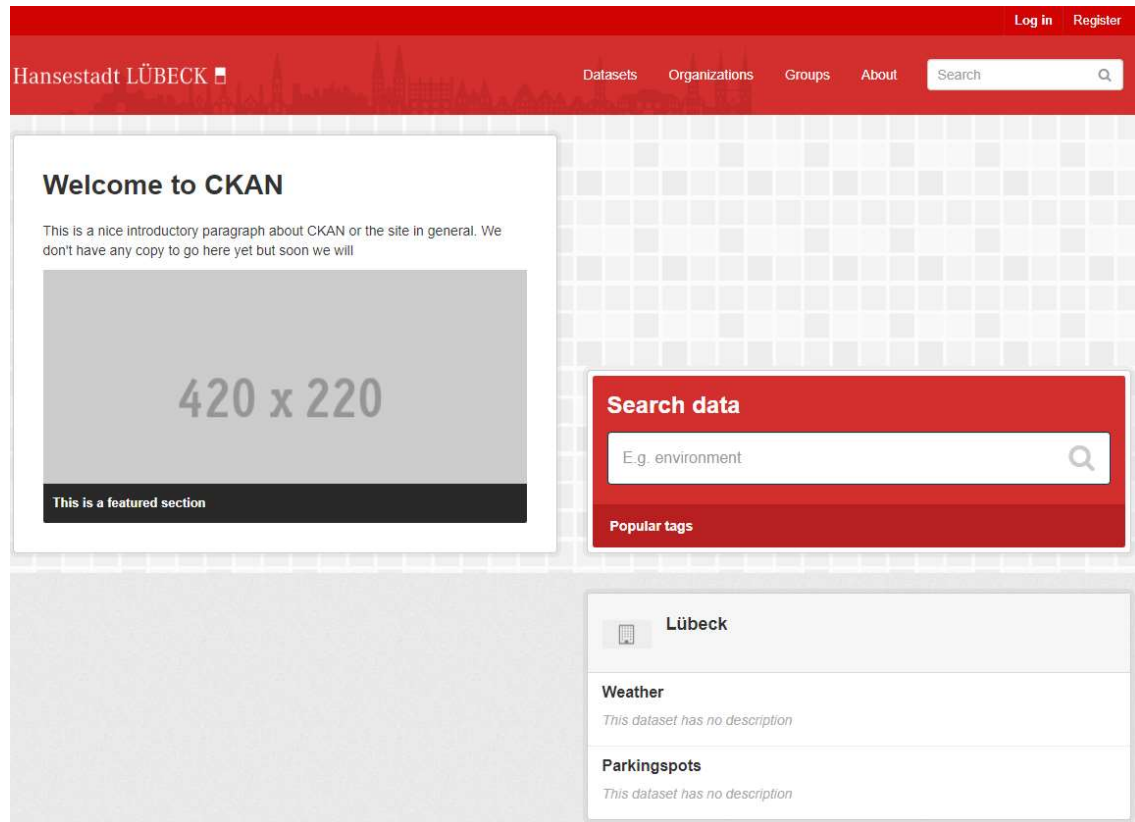 Log in Register
Hansestadt LÜBECK
Datasets Organizations Groups About Search
Welcome to CKAN
This is a nice introductory paragraph about CKAN or the site in general. We
don't have any copy to go here yet but soon we will
420 x 220
This is a featured section
Search data
E.g. environment
Popular tags
Lübeck
Weather
This dataset has no description
Parkingspots
This dataset has no description